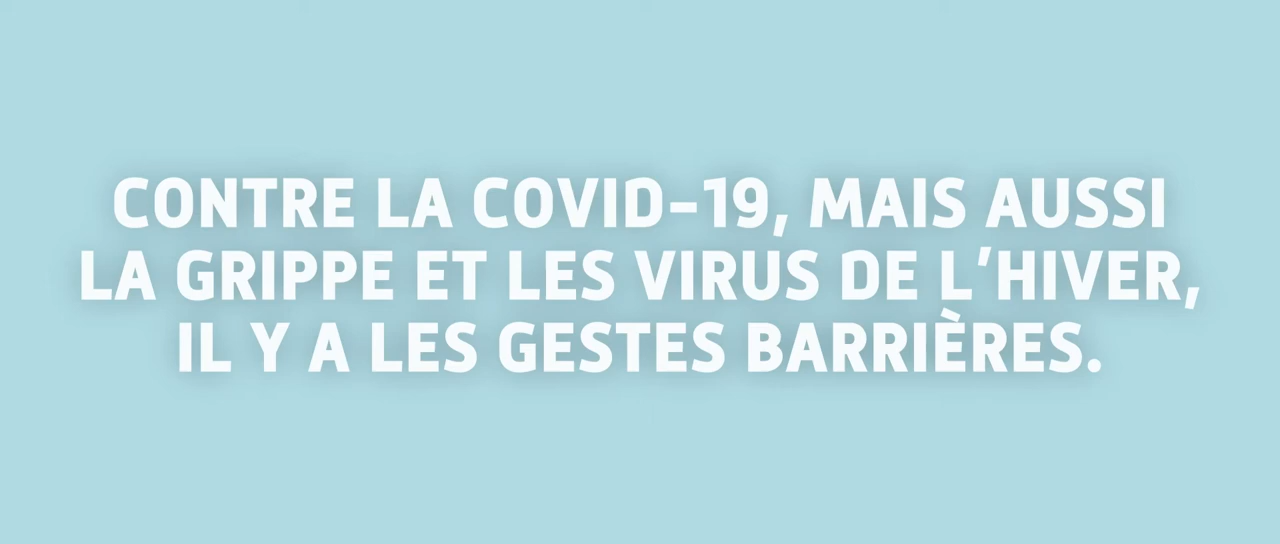 CONTRE LA COVID-19, MAIS AUSSI
LA GRIPPE ET LES VIRUS DE L'HIVER,
IL Y A LES GESTES BARRIÈRES.